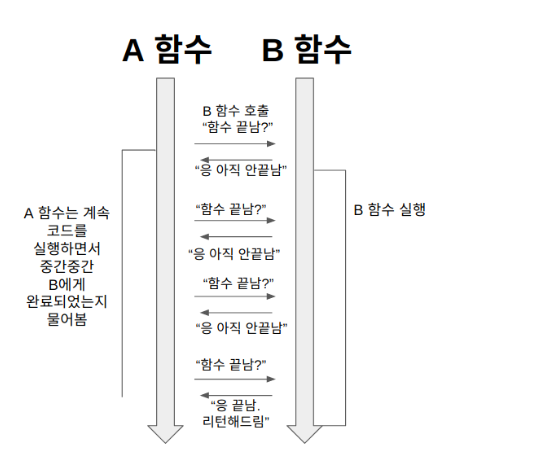 A 함수
B 함수
B 함수 호출
“함수 끝남?”
“응 아직 안끝남”
“함수 끝남?”
“응 아직 안끝남”
“함수 끝남?”
“응 아직 안끝남”
“함수 끝남?”
“응 끝남.
리턴해드림”
A 함수는 계속
코드를
실행하면서
중간중간
B에게
완료되었는지
물어봄
B 함수 실행